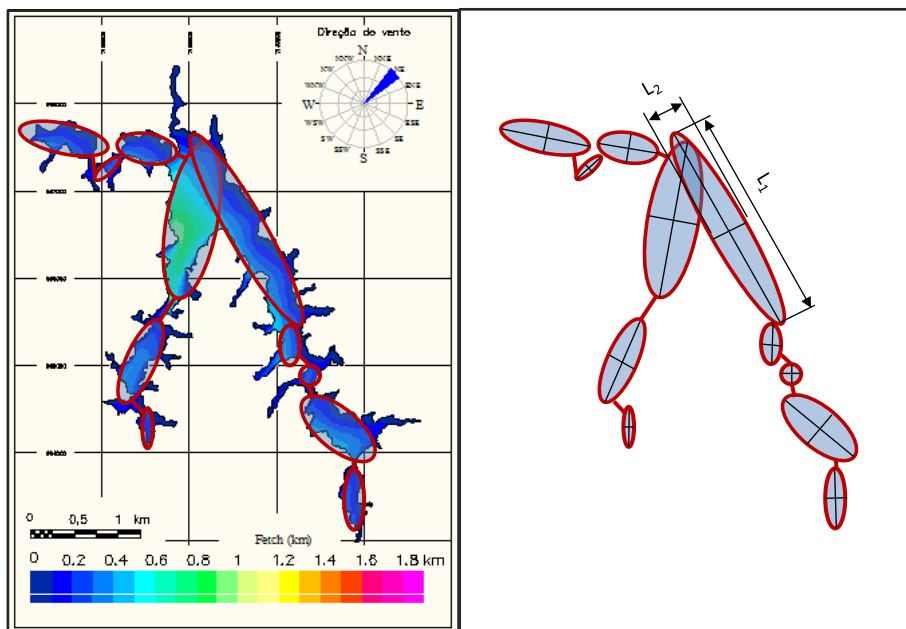 Direção do vento
N
NNW NNE
NW NE
WNW ENE
W E
WSW
SW SE
SSW SSE
S
L2
L1
0 0,5 1 km
Fetch (km)
0 0.2 0.4 0.6 0.8 1 1.2 1.4 1.6 1.8 km